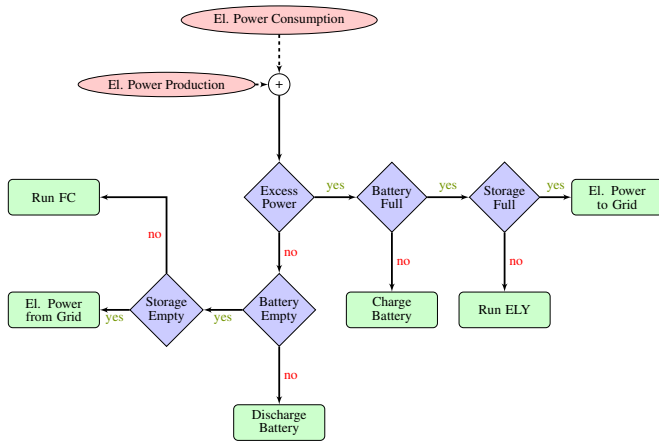 El. Power Consumption
El. Power Production
+
Run FC
Excess
Power
yes
Battery
Full
yes
Storage
Full
yes
El. Power
to Grid
no
no
no
no
El. Power
from Grid
yes
Storage
Empty
yes
Battery
Empty
Charge
Battery
Run ELY
no
Discharge
Battery